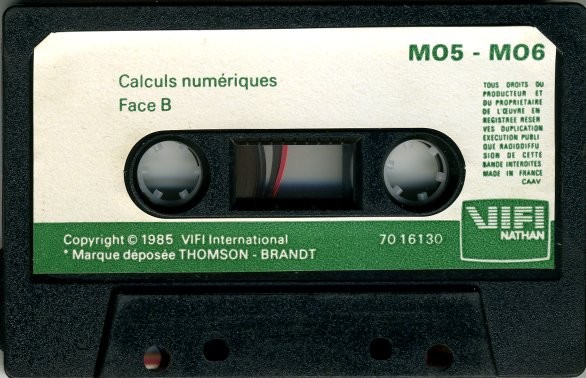 MO5 - MO6
Calculs numériques
Face B
TOUS DROITS DU
PRODUCTEUR ET
DU PROPRIETAIRE
DE L'ŒUVRE EN-
REGISTREE RESER
VES DUPLICATION
EXECUTION PUBLI
QUE RADIODIFFU
SION DE CETTE
BANDE INTERDITES
MADE IN FRANCE
CAAV
VIFI
NATHAN
Copyright © 1985 VIFI International
70 16130
* Marque déposée THOMSON - BRANDT